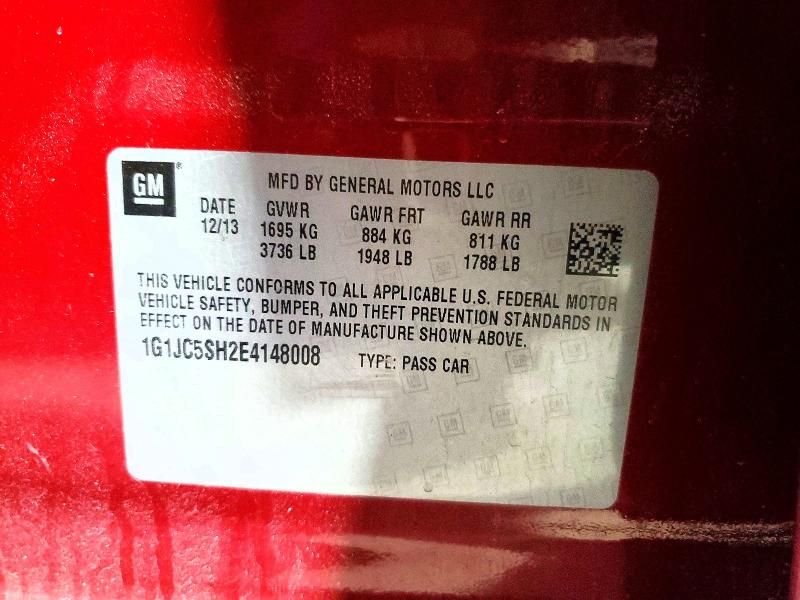 GM ®
MFD BY GENERAL MOTORS LLC
DATE GVWR GAWR FRT GAWR RR
12/13 1695 KG 884 KG 811 KG
3736 LB 1948 LB 1788 LB
THIS VEHICLE CONFORMS TO ALL APPLICABLE U.S. FEDERAL MOTOR
VEHICLE SAFETY, BUMPER, AND THEFT PREVENTION STANDARDS IN
EFFECT ON THE DATE OF MANUFACTURE SHOWN ABOVE.
1G1JC5SH2E4148008 TYPE: PASS CAR